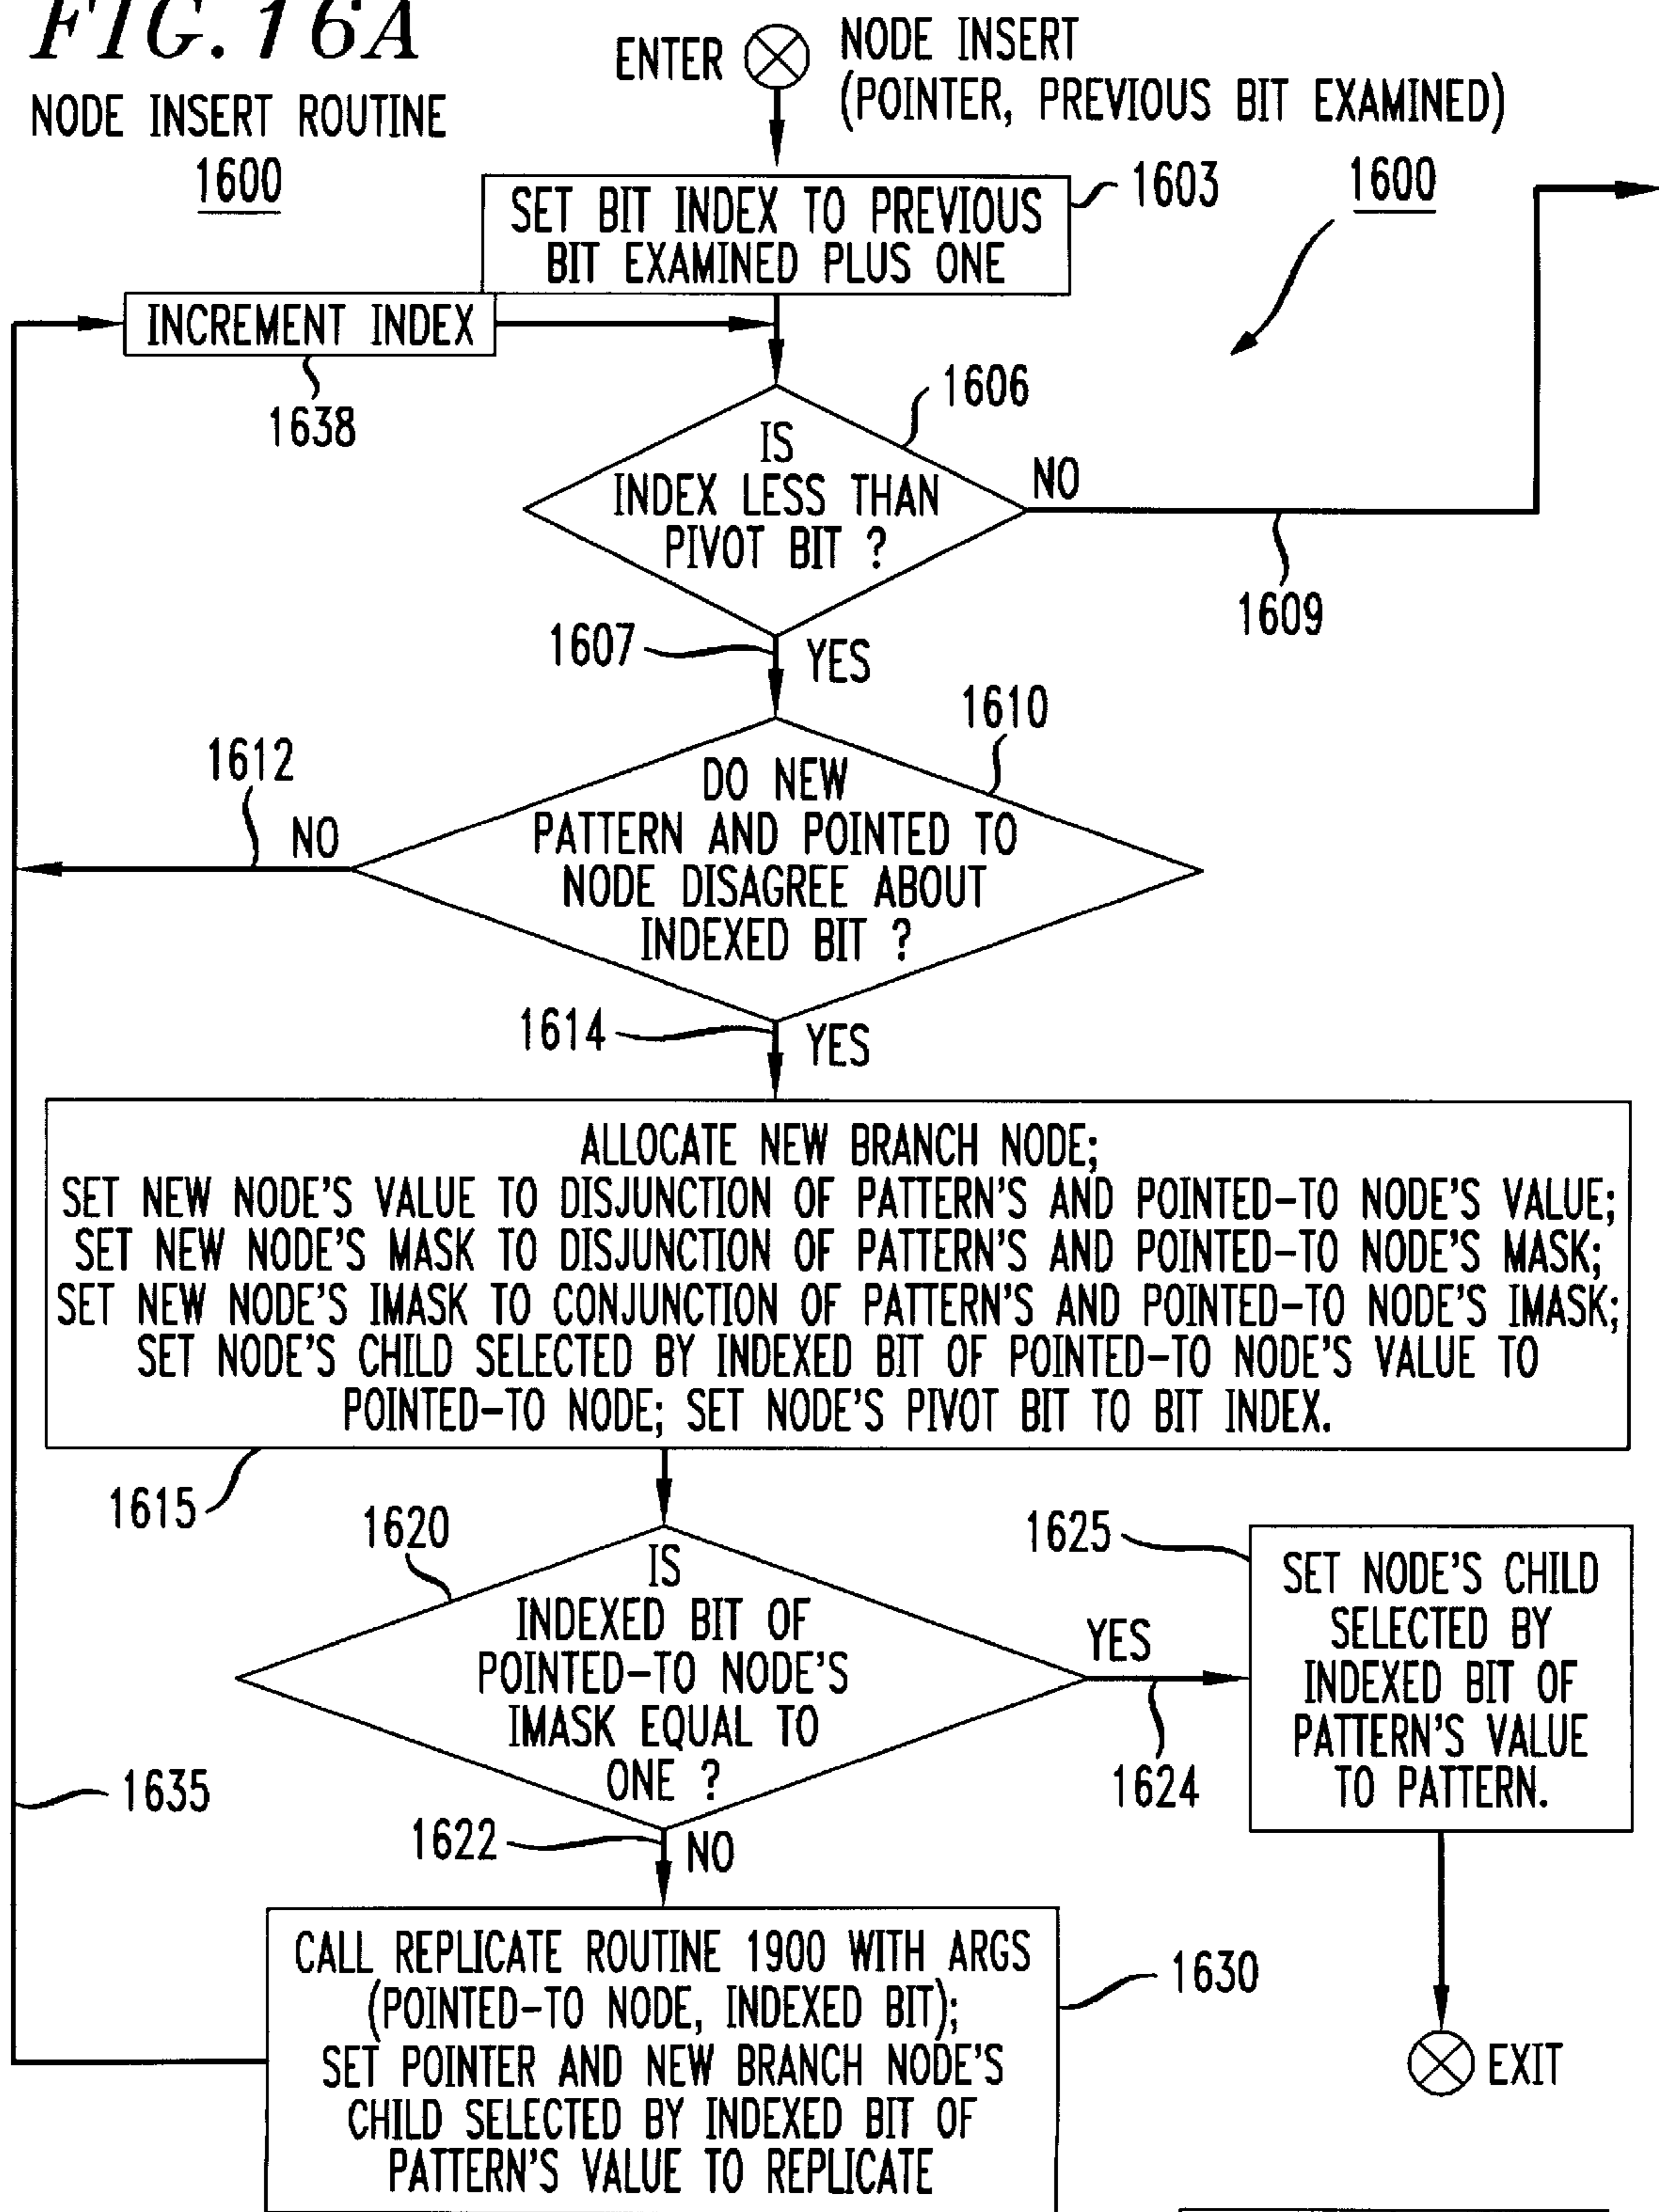 FIG. 16A
NODE INSERT ROUTINE
1600
ENTER
NODE INSERT
(POINTER, PREVIOUS BIT EXAMINED)
SET BIT INDEX TO PREVIOUS
BIT EXAMINED PLUS ONE
1603
1600
INCREMENT INDEX
1638
1606
IS
INDEX LESS THAN
PIVOT BIT ?
NO
1609
1607
YES
1610
1612
NO
DO NEW
PATTERN AND POINTED TO
NODE DISAGREE ABOUT
INDEXED BIT ?
1614
YES
ALLOCATE NEW BRANCH NODE;
SET NEW NODE'S VALUE TO DISJUNCTION OF PATTERN'S AND POINTED-TO NODE'S VALUE;
SET NEW NODE'S MASK TO DISJUNCTION OF PATTERN'S AND POINTED-TO NODE'S MASK;
SET NEW NODE'S IMASK TO CONJUNCTION OF PATTERN'S AND POINTED-TO NODE'S IMASK;
SET NODE'S CHILD SELECTED BY INDEXED BIT OF POINTED-TO NODE'S VALUE TO
POINTED-TO NODE; SET NODE'S PIVOT BIT TO BIT INDEX.
1615
1620
IS
INDEXED BIT OF
POINTED-TO NODE'S
IMASK EQUAL TO
ONE ?
YES
1624
1625
SET NODE'S CHILD
SELECTED BY
INDEXED BIT OF
PATTERN'S VALUE
TO PATTERN.
1635
1622
NO
CALL REPLICATE ROUTINE 1900 WITH ARGS
(POINTED-TO NODE, INDEXED BIT);
SET POINTER AND NEW BRANCH NODE'S
CHILD SELECTED BY INDEXED BIT OF
PATTERN'S VALUE TO REPLICATE
1630
EXIT